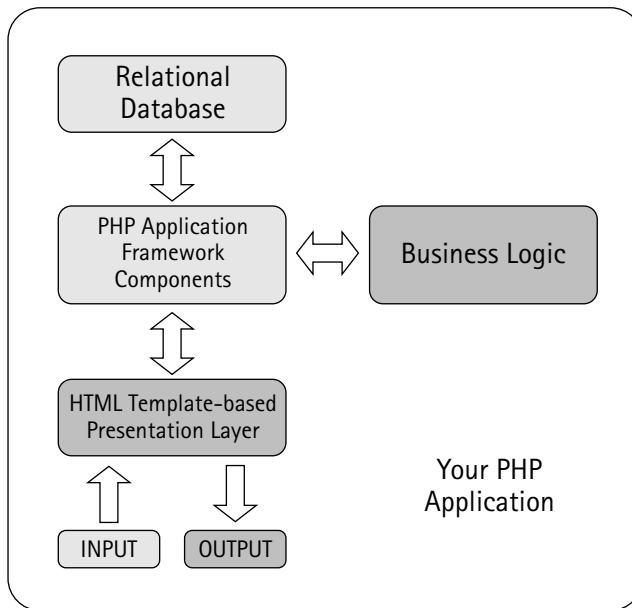 Relational
Database
PHP Application
Framework
Components
Business Logic
HTML Template-based
Presentation Layer
Your PHP
Application
INPUT
OUTPUT